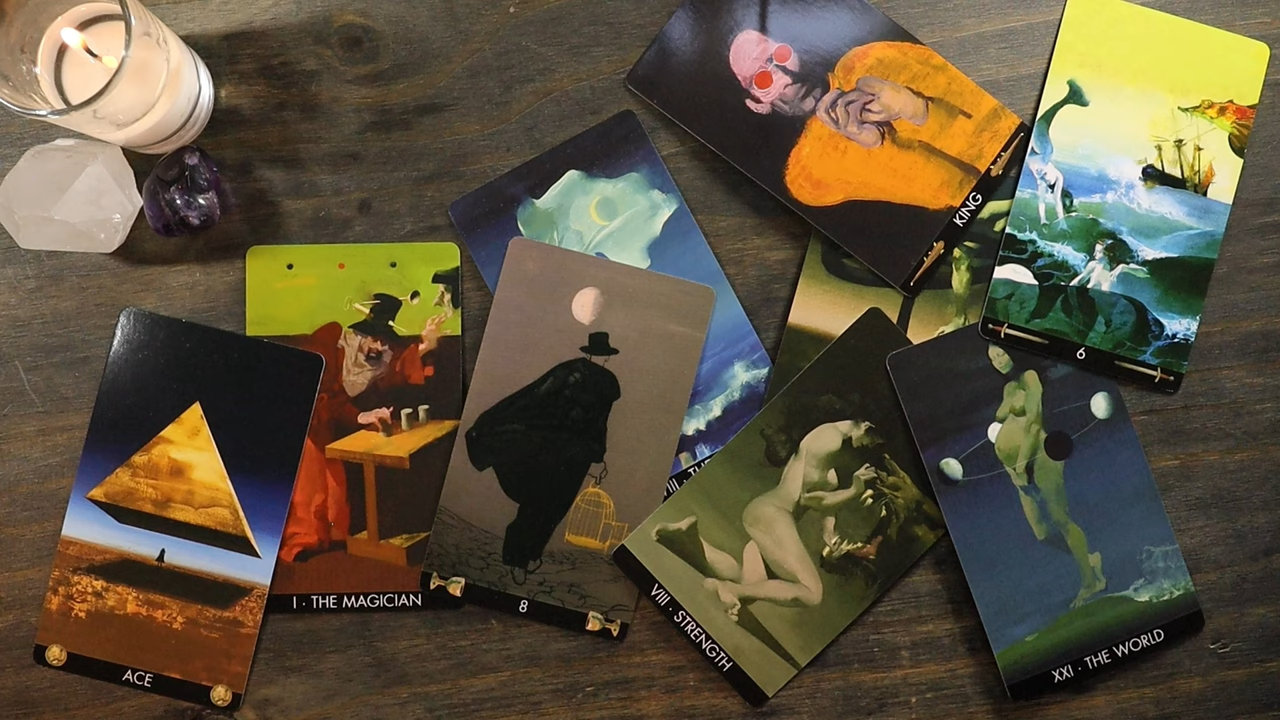 ACE
I · THE MAGICIAN
8
VIII · STRENGTH
XXI · THE WORLD
KING
6